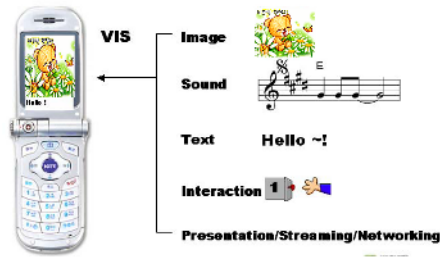 VIS
Image
Sound
E
Text
Hello ~!
Interaction
1
Presentation/Streaming/Networking
Hello !